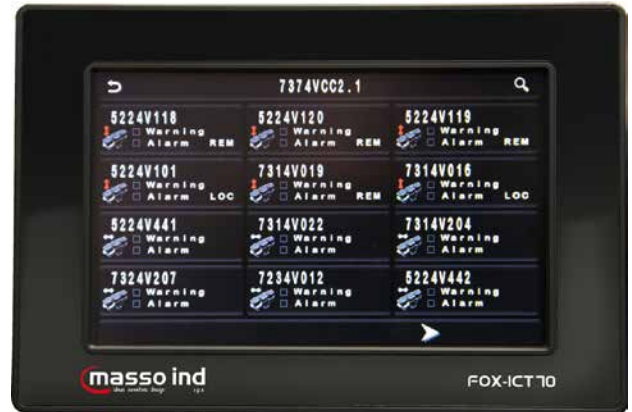 7374VCC2.1
5224V118
Warning
Alarm REM
5224V120
Warning
Alarm REM
5224V119
Warning
Alarm REM
5224V101
Warning
Alarm LOC
7314V019
Warning
Alarm REM
7314V016
Warning
Alarm LOC
5224V441
Warning
Alarm
7314V022
Warning
Alarm
7314V204
Warning
Alarm
7324V207
Warning
Alarm
7234V012
Warning
Alarm
5224V442
Warning
Alarm
masso ind
FOX-ICT70